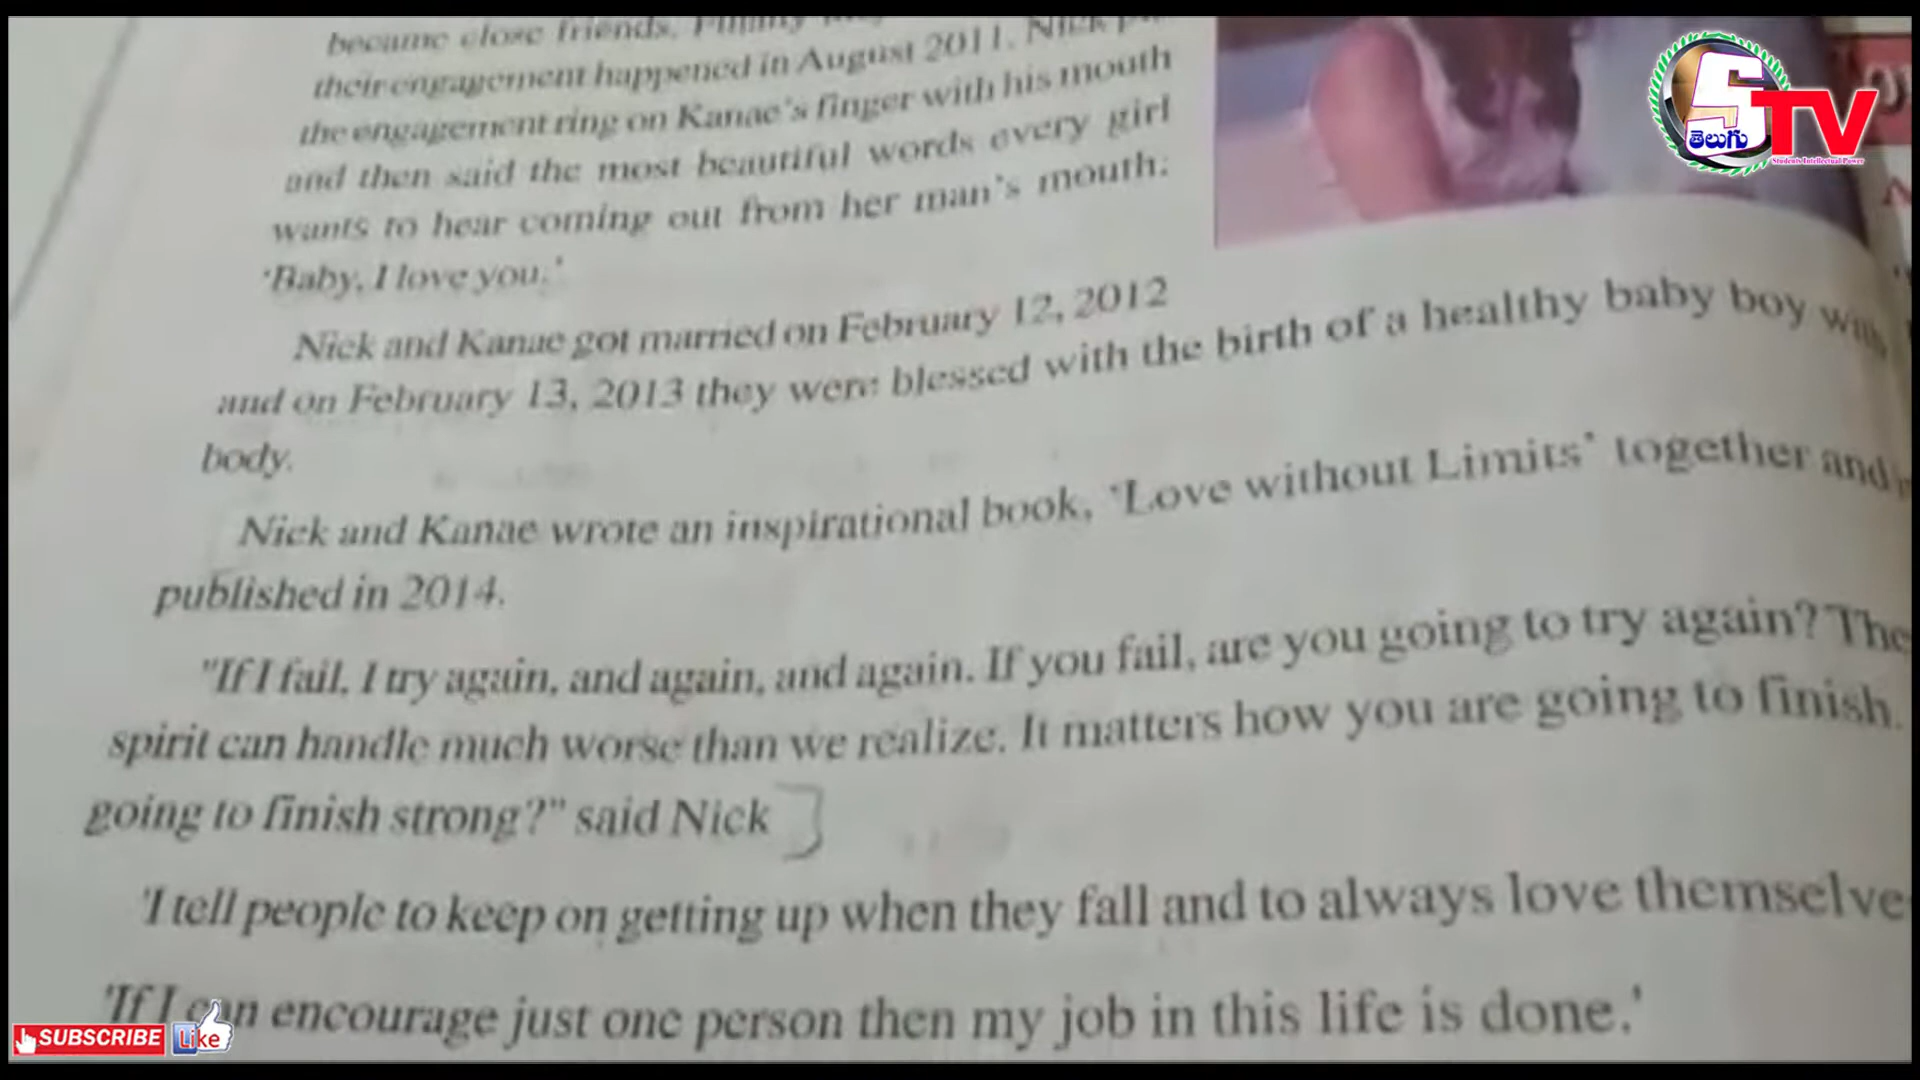 became close friends.
their engagement happened in August 2011. Nick
the engagement ring on Kanae's finger with his mouth
and then said the most beautiful words every girl
wants to hear coming out from her man's mouth:
'Baby, I love you.'
Nick and Kanae got married on February 12, 2012
and on February 13, 2013 they were blessed with the birth of a healthy baby boy
body.
Nick and Kanae wrote an inspirational book, 'Love without Limits' together and
published in 2014.
"If I fail, I try again, and again, and again. If you fail, are you going to try again? The
spirit can handle much worse than we realize. It matters how you are going to finish.
going to finish strong?" said Nick
'I tell people to keep on getting up when they fall and to always love themselve
'If I can encourage just one person then my job in this life is done.'
S TV
తెలుగు
Students Intellectual Power
SUBSCRIBE
Like